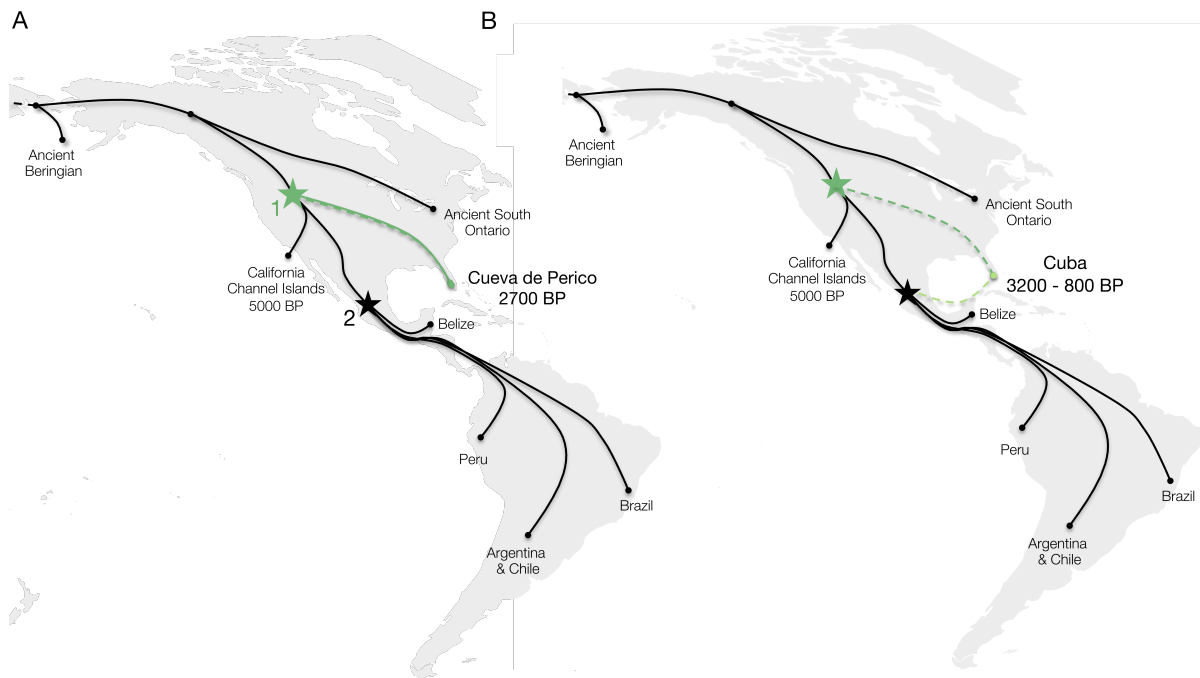 A
B
Ancient
Beringian
1
Ancient South
Ontario
California
Channel Islands
5000 BP
Cueva de Perico
2700 BP
2
Belize
Peru
Brazil
Argentina
& Chile
Ancient
Beringian
Ancient South
Ontario
California
Channel Islands
5000 BP
Cuba
3200 - 800 BP
Belize
Peru
Brazil
Argentina
& Chile